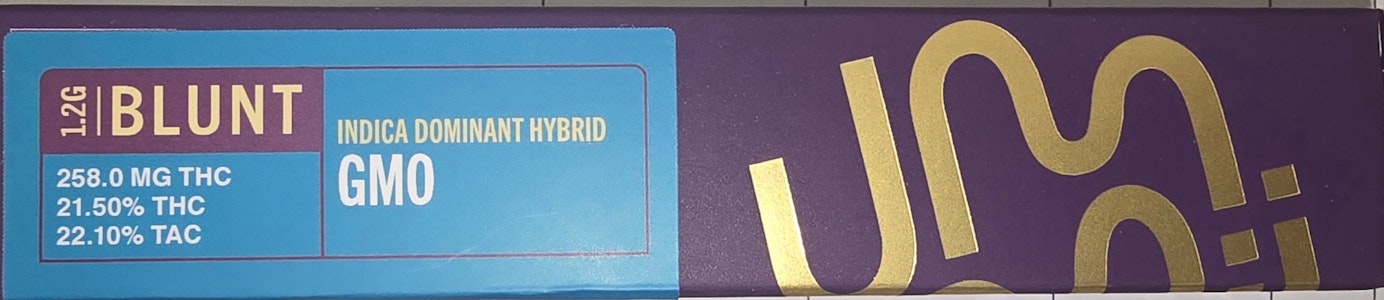 1.2G BLUNT
258.0 MG THC
21.50% THC
22.10% TAC
INDICA DOMINANT HYBRID
GMO